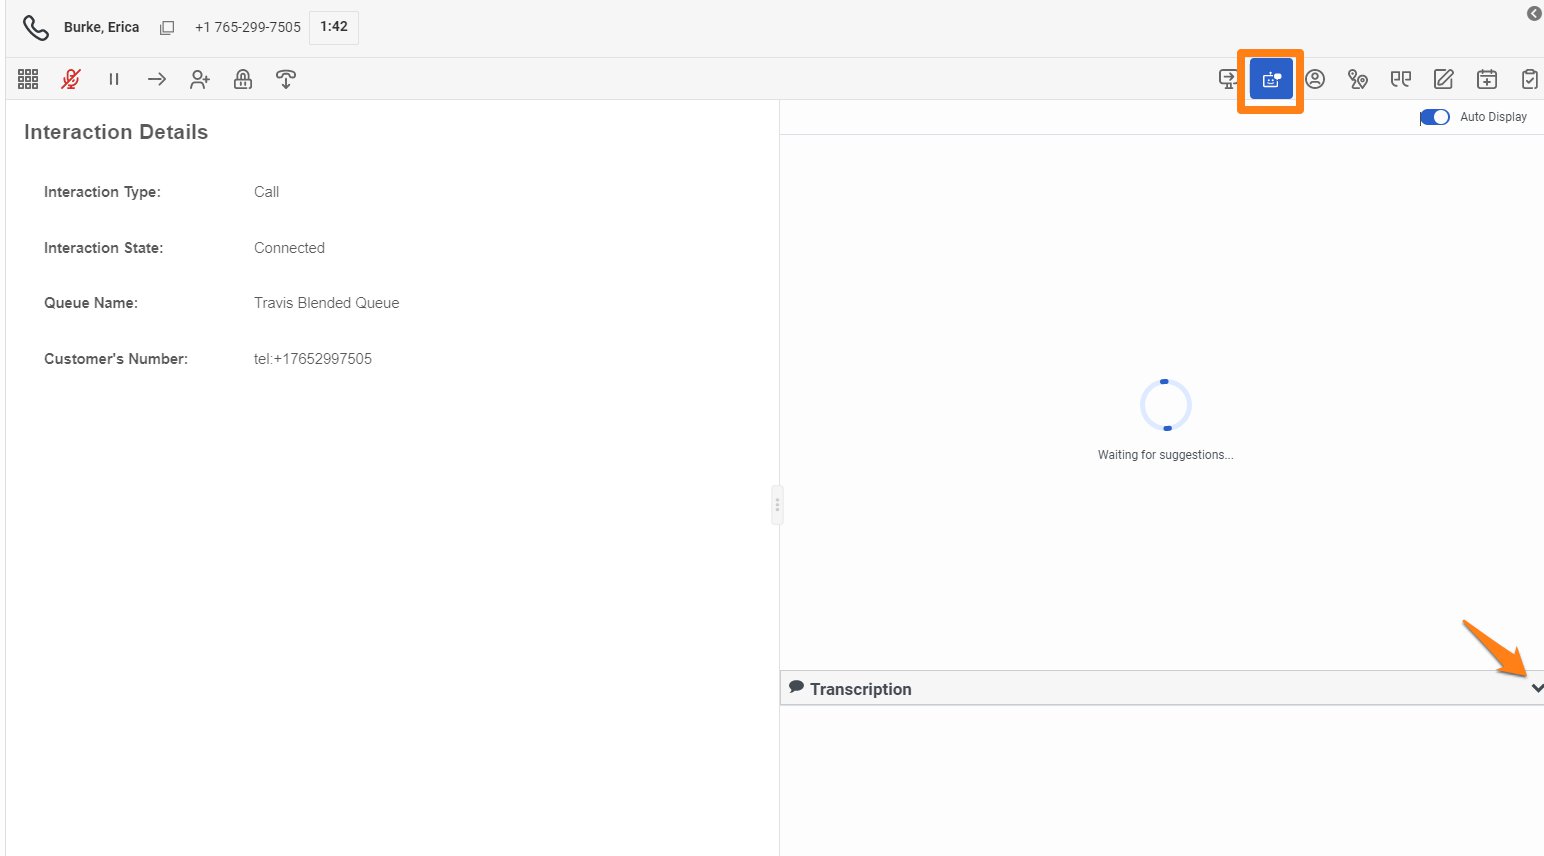 Burke, Erica +1 765-299-7505 1:42
Auto Display
Interaction Details
Interaction Type: Call
Interaction State: Connected
Queue Name: Travis Blended Queue
Customer's Number: tel:+17652997505
Waiting for suggestions...
Transcription